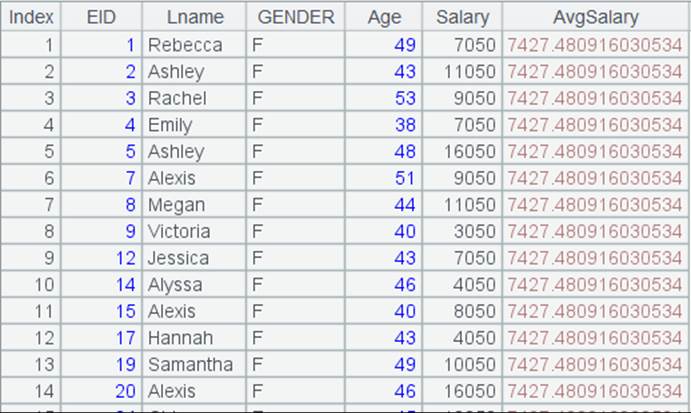 Index EID Lname GENDER Age Salary AvgSalary
1 1 Rebecca F 49 7050 7427.480916030534
2 2 Ashley F 43 11050 7427.480916030534
3 3 Rachel F 53 9050 7427.480916030534
4 4 Emily F 38 7050 7427.480916030534
5 5 Ashley F 48 16050 7427.480916030534
6 7 Alexis F 51 9050 7427.480916030534
7 8 Megan F 44 11050 7427.480916030534
8 9 Victoria F 40 3050 7427.480916030534
9 12 Jessica F 43 7050 7427.480916030534
10 14 Alyssa F 46 4050 7427.480916030534
11 15 Alexis F 40 8050 7427.480916030534
12 17 Hannah F 43 4050 7427.480916030534
13 19 Samantha F 49 10050 7427.480916030534
14 20 Alexis F 46 16050 7427.480916030534